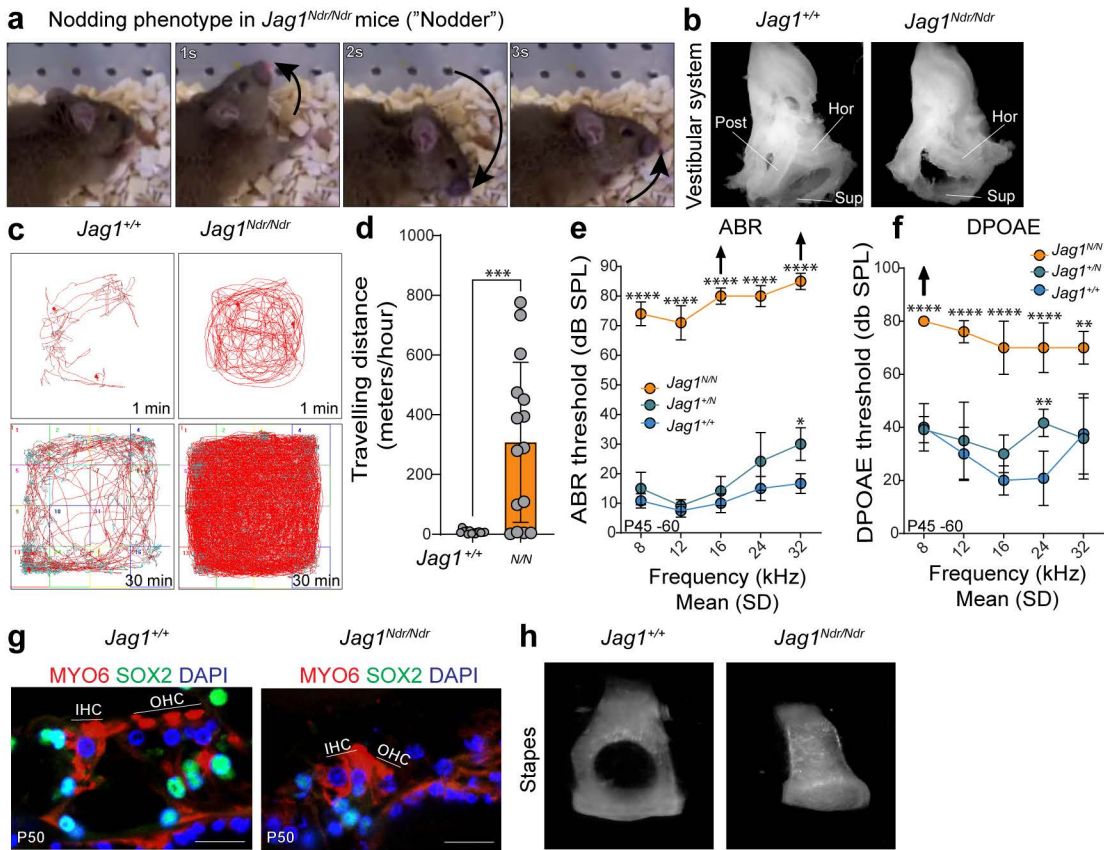 a Nodding phenotype in Jag1Ndr/Ndr mice ("Nodder")
1s
2s
3s
b Jag1+/+ Jag1Ndr/Ndr
Vestibular system
Post
Hor
Sup
Hor
Sup
c Jag1+/+ Jag1Ndr/Ndr
1 min
1 min
30 min
30 min
d
Travelling distance
(meters/hour)
1000
800
600
400
200
0
***
Jag1+/+ N/N
e ABR
ABR threshold (dB SPL)
90
80
70
60
50
40
30
20
10
0
**** **** **** **** ****
Jag1N/N
Jag1+/N
Jag1+/+
*
P45 -60
8 12 16 24 32
Frequency (kHz)
Mean (SD)
f DPOAE
Jag1N/N
Jag1+/N
Jag1+/+
DPOAE threshold (db SPL)
100
80
60
40
20
0
**** **** **** **** **
**
P45 -60
8 12 16 24 32
Frequency (kHz)
Mean (SD)
g Jag1+/+ Jag1Ndr/Ndr
MYO6 SOX2 DAPI
IHC
OHC
P50
MYO6 SOX2 DAPI
IHC
OHC
P50
h Jag1+/+ Jag1Ndr/Ndr
Stapes